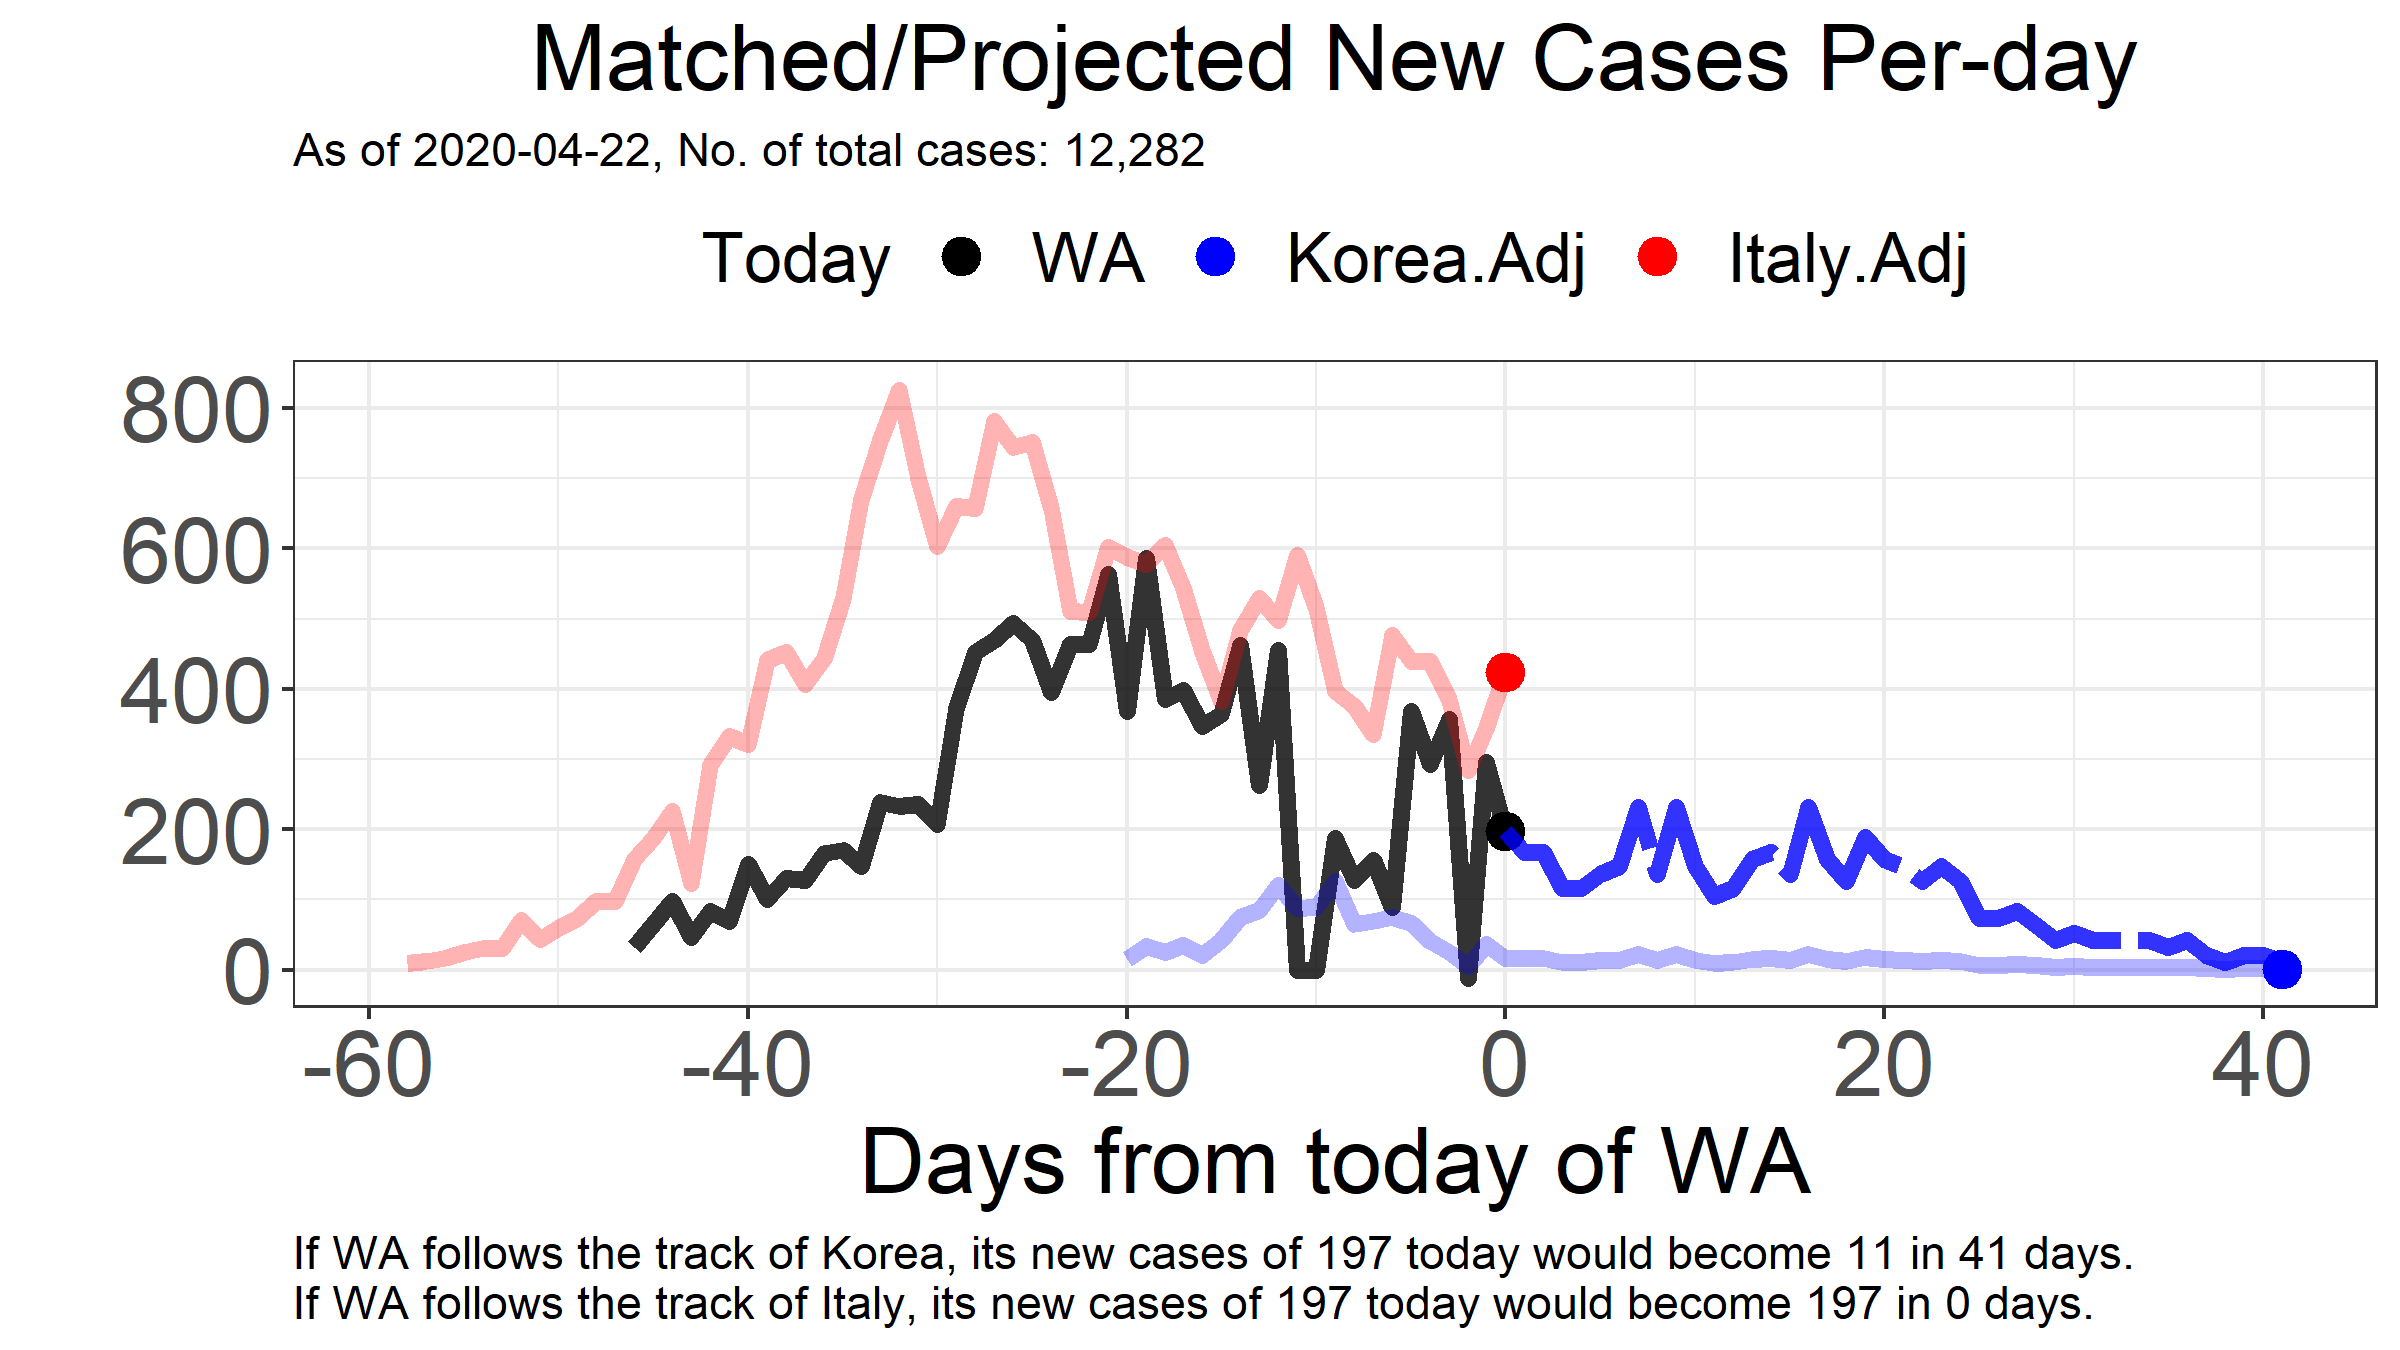 Matched/Projected New Cases Per-day
As of 2020-04-22, No. of total cases: 12,282
Today WA Korea.Adj Italy.Adj
800
600
400
200
0
-60 -40 -20 0 20 40
Days from today of WA
If WA follows the track of Korea, its new cases of 197 today would become 11 in 41 days.
If WA follows the track of Italy, its new cases of 197 today would become 197 in 0 days.